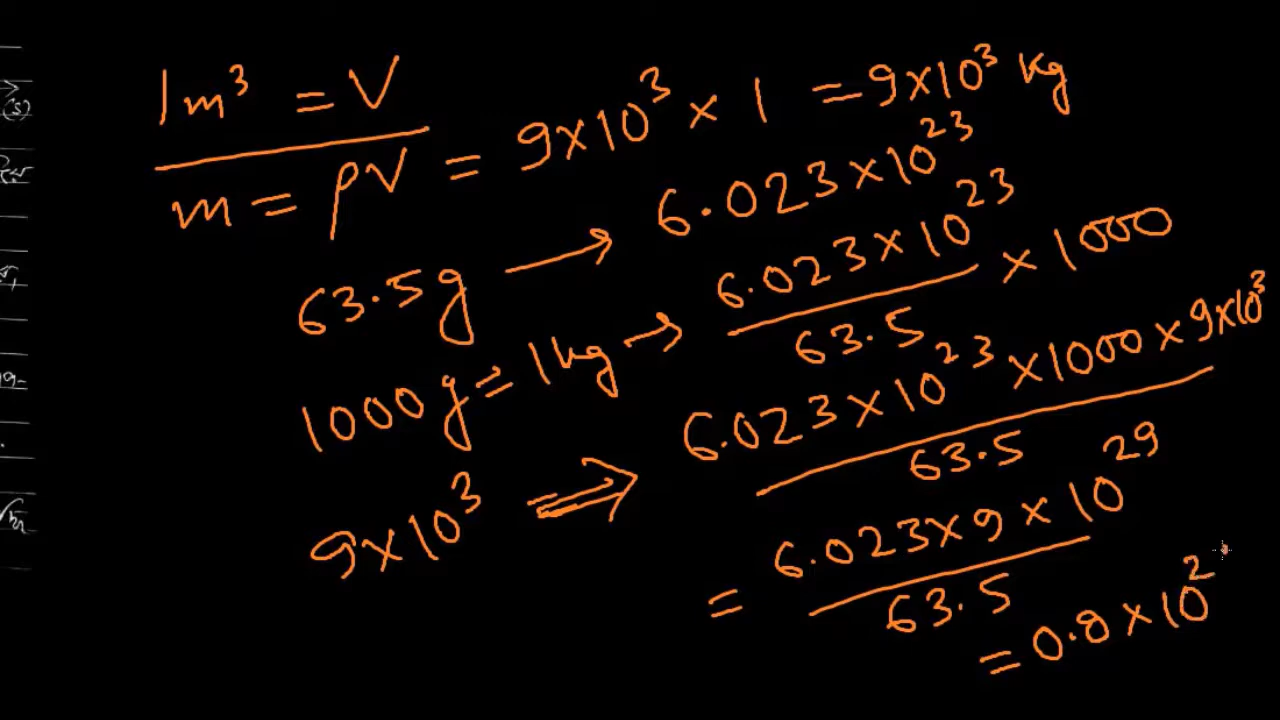 1m³ = V
m = ρV = 9×10³ × 1 = 9×10³ kg
63.5g → 6.023×10²³
1000g = 1kg → 6.023×10²³ / 63.5 × 1000
9×10³ ⟹ 6.023×10²³ ×1000 × 9×10³ / 63.5
= 6.023×9×10²⁹ / 63.5
= 0.8×10²